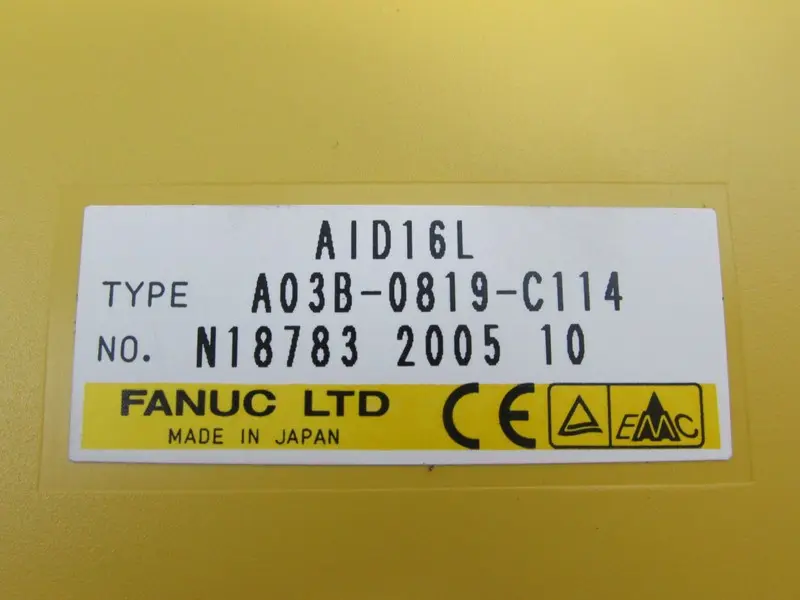 AID16L
TYPE A03B-0819-C114
NO. N18783 2005 10
FANUC LTD
MADE IN JAPAN
CE
EMC